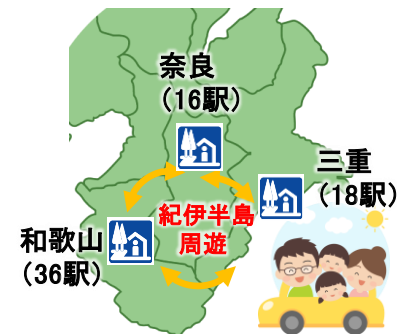 奈良
（16駅）
三重
（18駅）
紀伊半島
周遊
和歌山
（36駅）